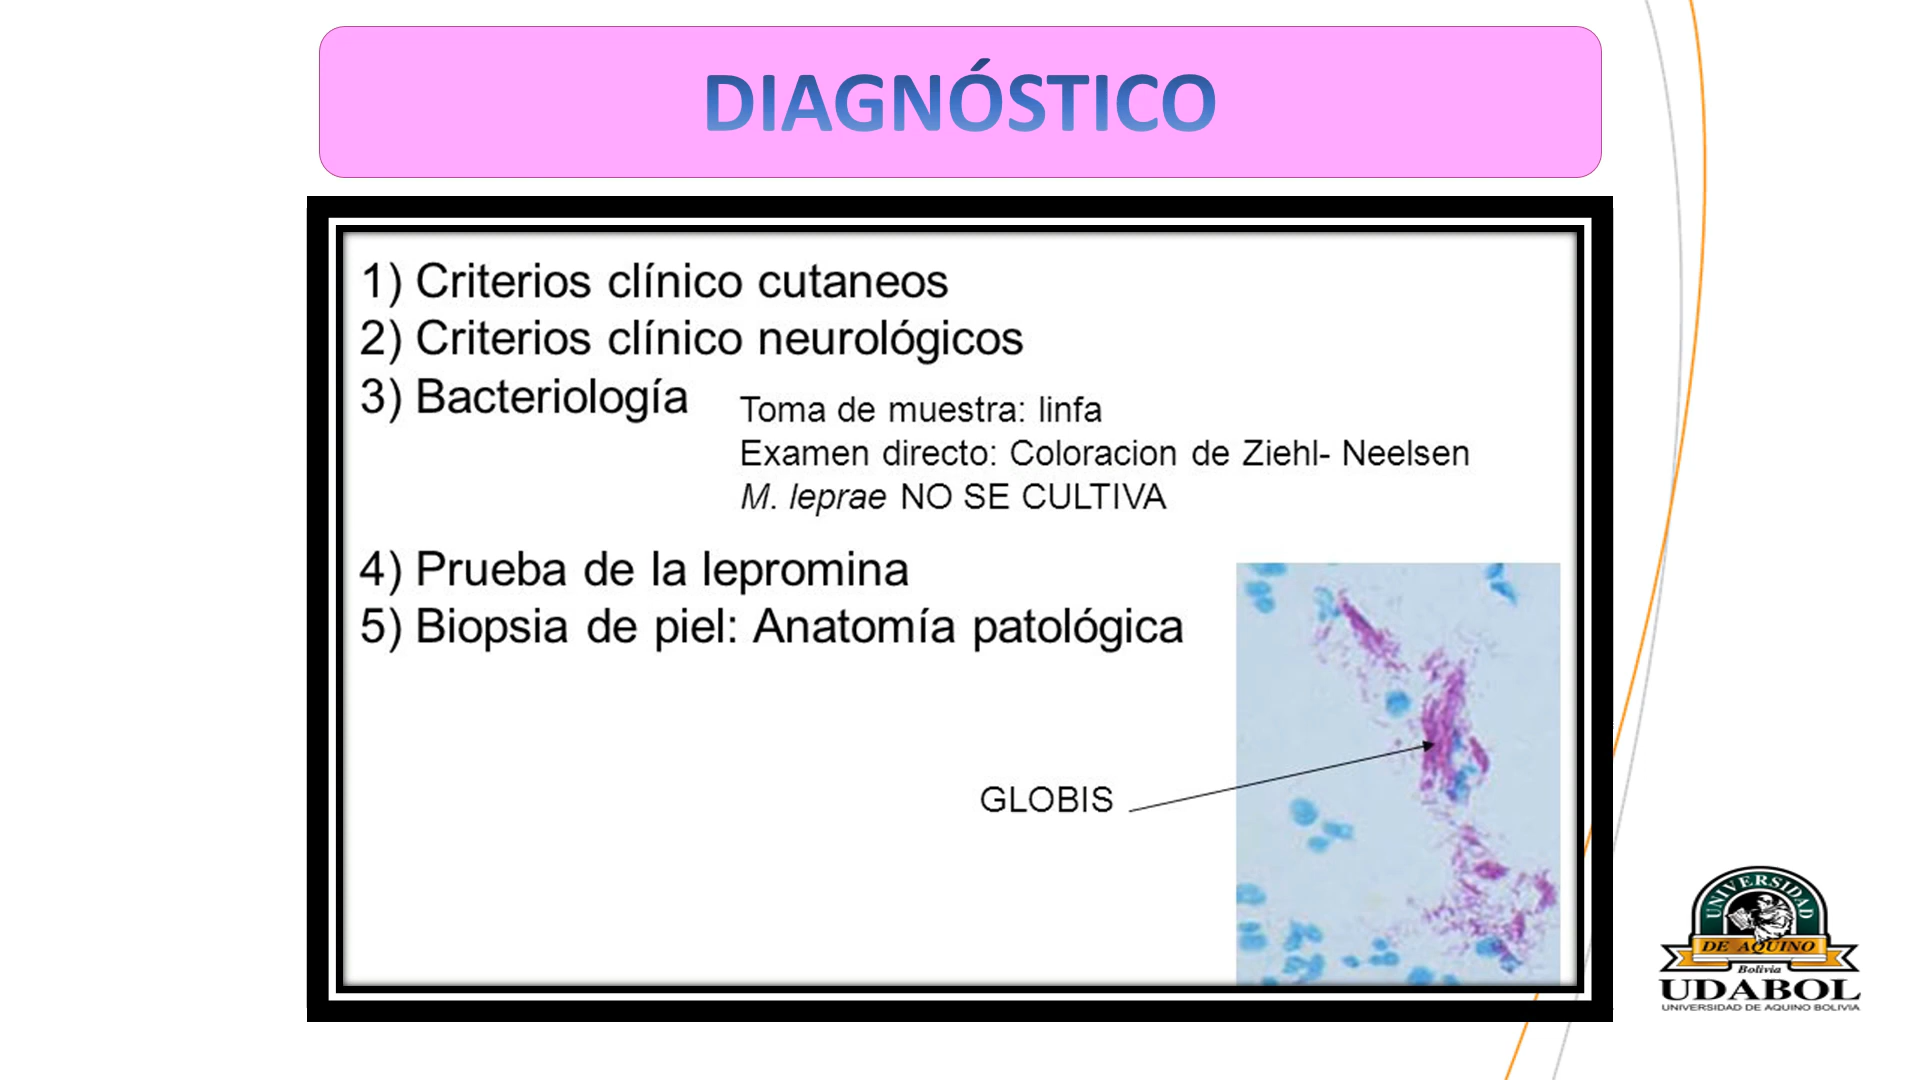 DIAGNÓSTICO
1) Criterios clínico cutaneos
2) Criterios clínico neurológicos
3) Bacteriología
Toma de muestra: linfa
Examen directo: Coloracion de Ziehl- Neelsen
M. leprae NO SE CULTIVA
4) Prueba de la lepromina
5) Biopsia de piel: Anatomía patológica
GLOBIS
UNIVERSIDAD
DE AQUINO
Bolivia
UDABOL
UNIVERSIDAD DE AQUINO BOLIVIA